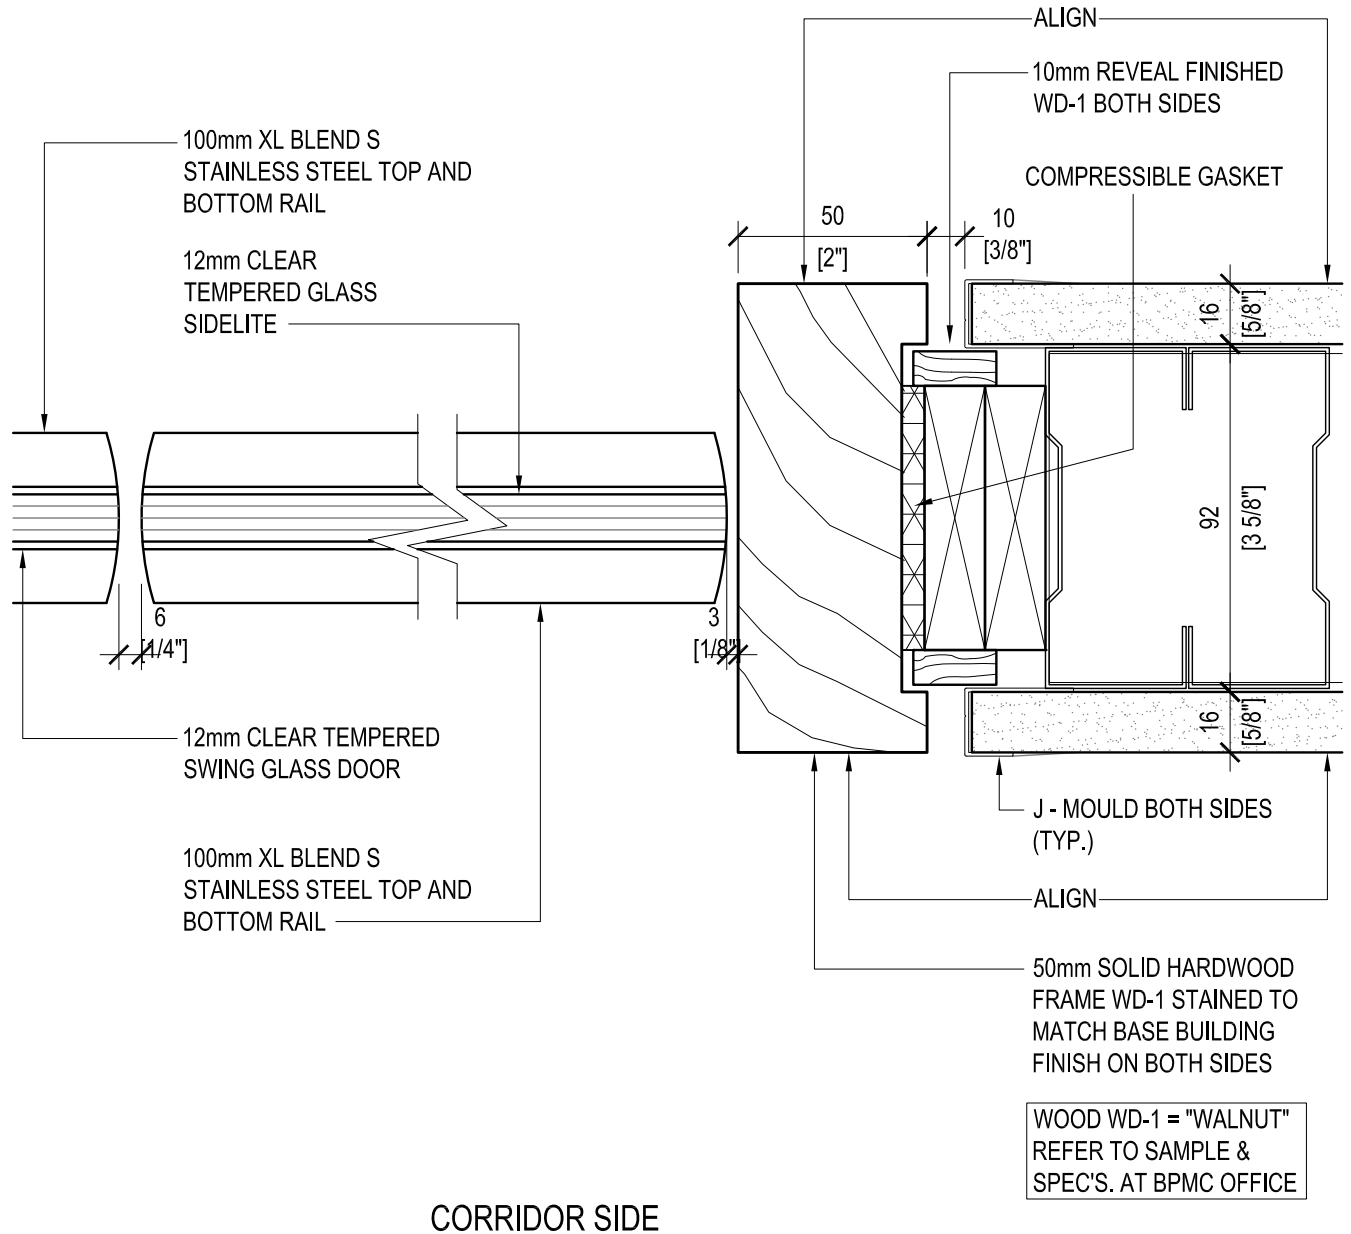 ALIGN
10mm REVEAL FINISHED
WD-1 BOTH SIDES
100mm XL BLEND S
STAINLESS STEEL TOP AND
BOTTOM RAIL
COMPRESSIBLE GASKET
50
[2"]
10
[3/8"]
12mm CLEAR
TEMPERED GLASS
SIDELITE
16
[5/8"]
92
[3 5/8"]
6
[1/4"]
3
[1/8"]
16
[5/8"]
12mm CLEAR TEMPERED
SWING GLASS DOOR
J - MOULD BOTH SIDES
(TYP.)
100mm XL BLEND S
STAINLESS STEEL TOP AND
BOTTOM RAIL
ALIGN
50mm SOLID HARDWOOD
FRAME WD-1 STAINED TO
MATCH BASE BUILDING
FINISH ON BOTH SIDES
WOOD WD-1 = "WALNUT"
REFER TO SAMPLE &
SPEC'S. AT BPMC OFFICE
CORRIDOR SIDE